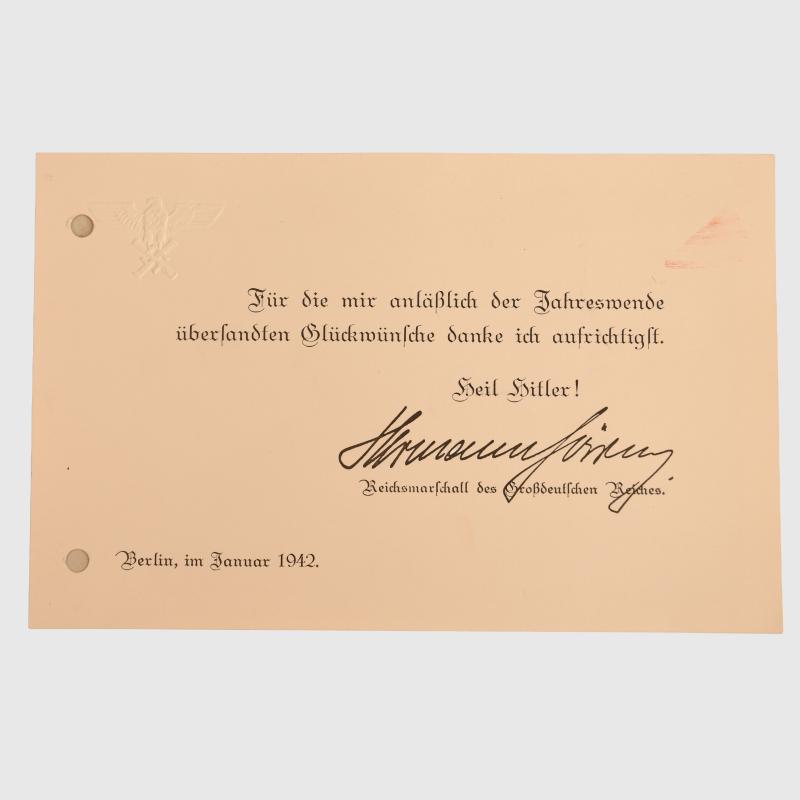 Für die mir anläßlich der Jahreswende
übersandten Glückwünsche danke ich aufrichtigst.
Heil Hitler!
Hermann Göring
Reichsmarschall des Großdeutschen Reiches.
Berlin, im Januar 1942.